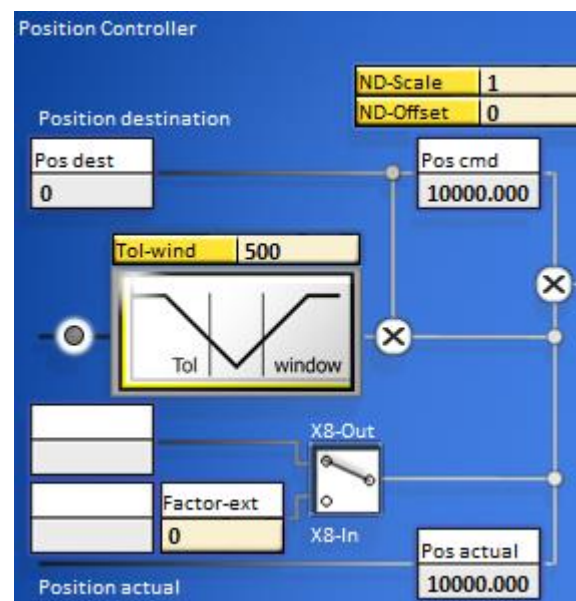 Position Controller
ND-Scale 1
ND-Offset 0
Position destination
Pos dest
0
Pos cmd
10000.000
Tol-wind 500
Tol window
X8-Out
Factor-ext
0
X8-In
Pos actual
10000.000
Position actual